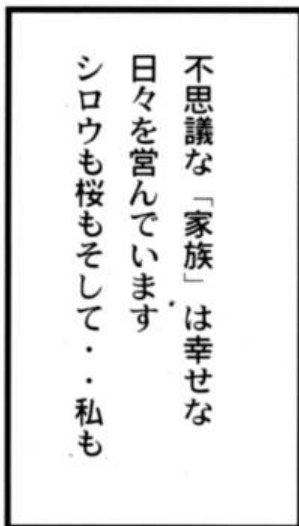 不思議な「家族」は幸せな
日々を営んでいます
シロウも桜もそして・・私も